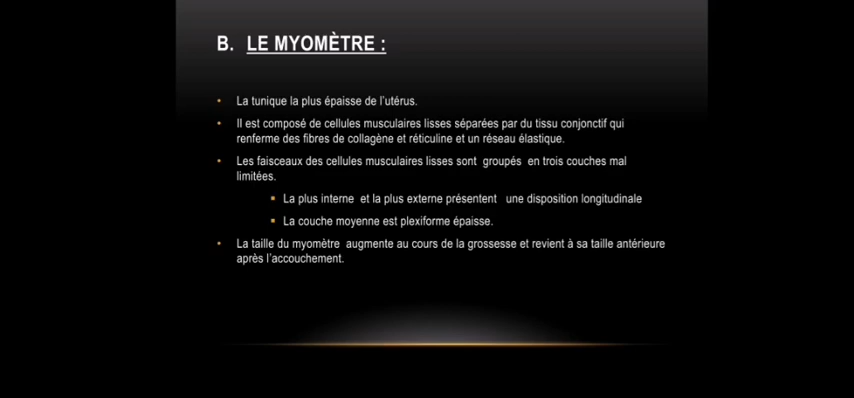 B. LE MYOMÈTRE :
• La tunique la plus épaisse de l'utérus.
• Il est composé de cellules musculaires lisses séparées par du tissu conjonctif qui
renferme des fibres de collagène et réticuline et un réseau élastique.
• Les faisceaux des cellules musculaires lisses sont groupés en trois couches mal
limitées.
▪ La plus interne et la plus externe présentent une disposition longitudinale
▪ La couche moyenne est plexiforme épaisse.
• La taille du myomètre augmente au cours de la grossesse et revient à sa taille antérieure
après l'accouchement.